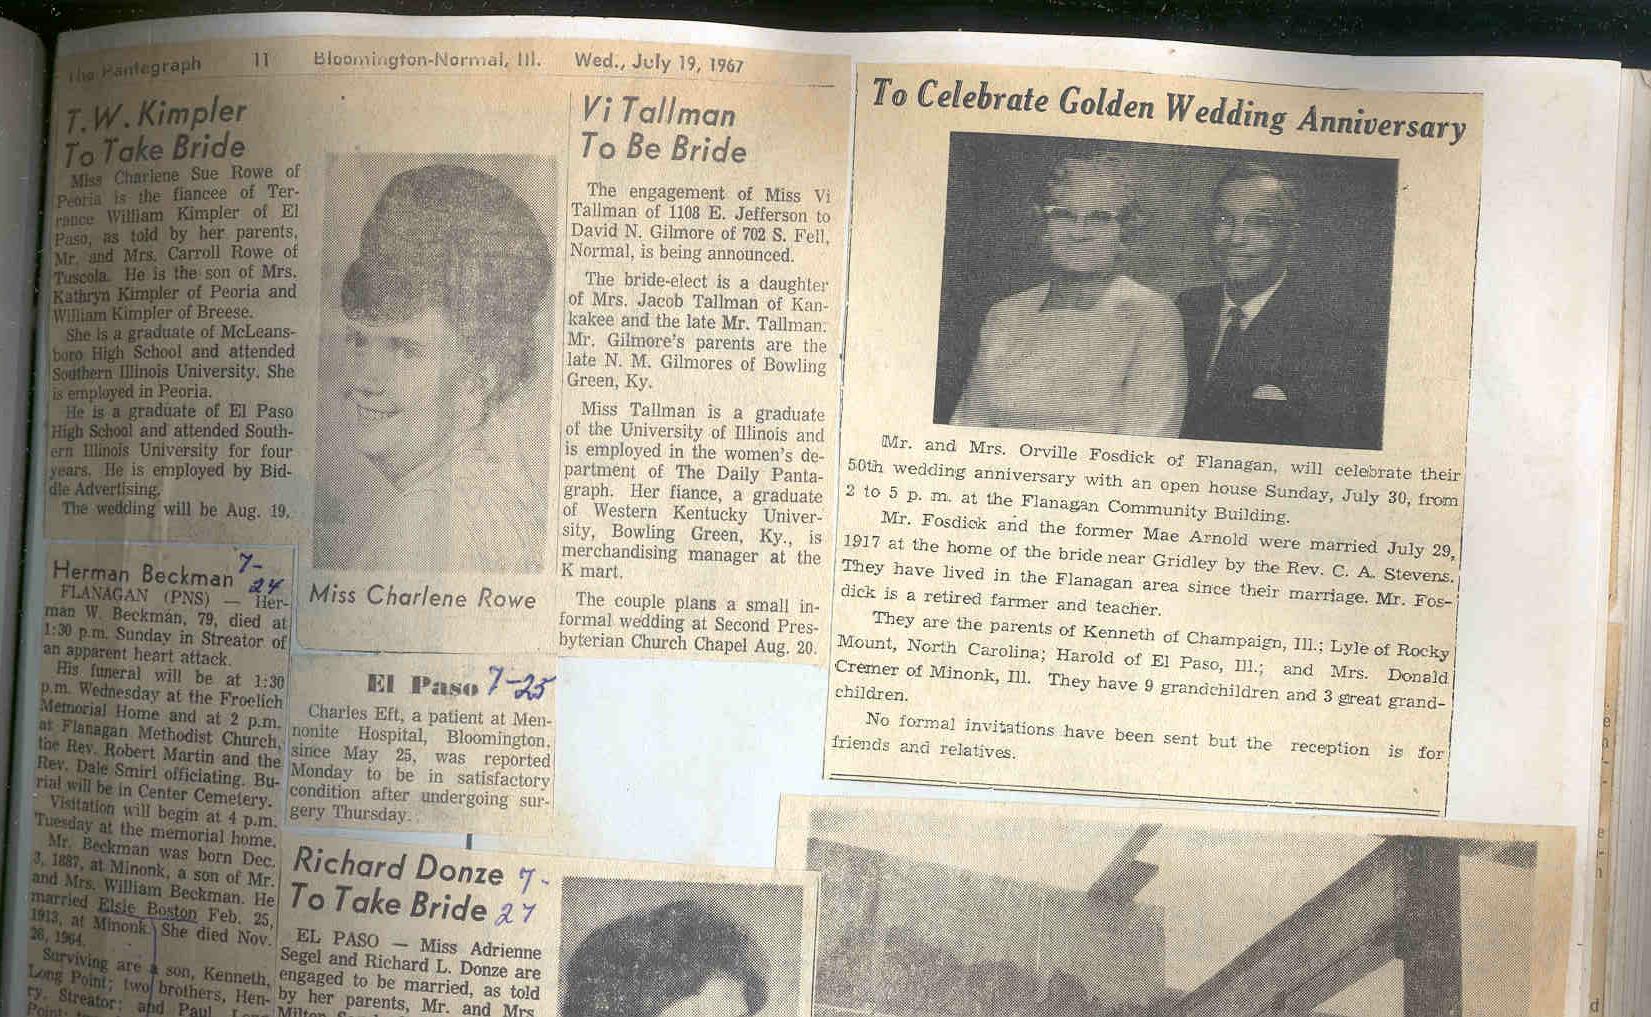 The Pantagraph 11 Bloomington-Normal, Ill. Wed., July 19, 1967
T. W. Kimpler
To Take Bride
Miss Charlene Sue Rowe of
Peoria is the fiancee of Ter-
rance William Kimpler of El
Paso, as told by her parents,
Mr. and Mrs. Carroll Rowe of
Tuscola. He is the son of Mrs.
Kathryn Kimpler of Peoria and
William Kimpler of Breese.
She is a graduate of McLeans-
boro High School and attended
Southern Illinois University. She
is employed in Peoria.
He is a graduate of El Paso
High School and attended South-
ern Illinois University for four
years. He is employed by Bid-
dle Advertising.
The wedding will be Aug. 19.
Miss Charlene Rowe
Vi Tallman
To Be Bride
The engagement of Miss Vi
Tallman of 1108 E. Jefferson to
David N. Gilmore of 702 S. Fell,
Normal, is being announced.
The bride-elect is a daughter
of Mrs. Jacob Tallman of Kan-
kakee and the late Mr. Tallman.
Mr. Gilmore's parents are the
late N. M. Gilmores of Bowling
Green, Ky.
Miss Tallman is a graduate
of the University of Illinois and
is employed in the women's de-
partment of The Daily Panta-
graph. Her fiance, a graduate
of Western Kentucky Univer-
sity, Bowling Green, Ky., is
merchandising manager at the
K mart.
The couple plans a small in-
formal wedding at Second Pres-
byterian Church Chapel Aug. 20.
To Celebrate Golden Wedding Anniversary
Mr. and Mrs. Orville Fosdick of Flanagan, will celebrate their
50th wedding anniversary with an open house Sunday, July 30, from
2 to 5 p. m. at the Flanagan Community Building.
Mr. Fosdick and the former Mae Arnold were married July 29,
1917 at the home of the bride near Gridley by the Rev. C. A. Stevens.
They have lived in the Flanagan area since their marriage. Mr. Fos-
dick is a retired farmer and teacher.
They are the parents of Kenneth of Champaign, Ill.; Lyle of Rocky
Mount, North Carolina; Harold of El Paso, Ill.; and Mrs. Donald
Cremer of Minonk, Ill. They have 9 grandchildren and 3 great grand-
children.
No formal invitations have been sent but the reception is for
friends and relatives.
Herman Beckman 7-
24
FLANAGAN (PNS) — Her-
man W. Beckman, 79, died at
1:30 p.m. Sunday in Streator of
an apparent heart attack.
His funeral will be at 1:30
p.m. Wednesday at the Froelich
Memorial Home and at 2 p.m.
at Flanagan Methodist Church,
the Rev. Robert Martin and the
Rev. Dale Smirl officiating. Bu-
rial will be in Center Cemetery.
Visitation will begin at 4 p.m.
Tuesday at the memorial home.
Mr. Beckman was born Dec.
3, 1887, at Minonk, a son of Mr.
and Mrs. William Beckman. He
married Elsie Boston Feb. 25,
1913, at Minonk. She died Nov.
26, 1964.
Surviving are a son, Kenneth,
Long Point; two brothers, Hen-
ry, Streator; and Paul, Long
Point;
El Paso 7-25
Charles Eft, a patient at Men-
nonite Hospital, Bloomington,
since May 25, was reported
Monday to be in satisfactory
condition after undergoing sur-
gery Thursday.
Richard Donze 7-
To Take Bride 27
EL PASO — Miss Adrienne
Segel and Richard L. Donze are
engaged to be married, as told
by her parents, Mr. and Mrs.